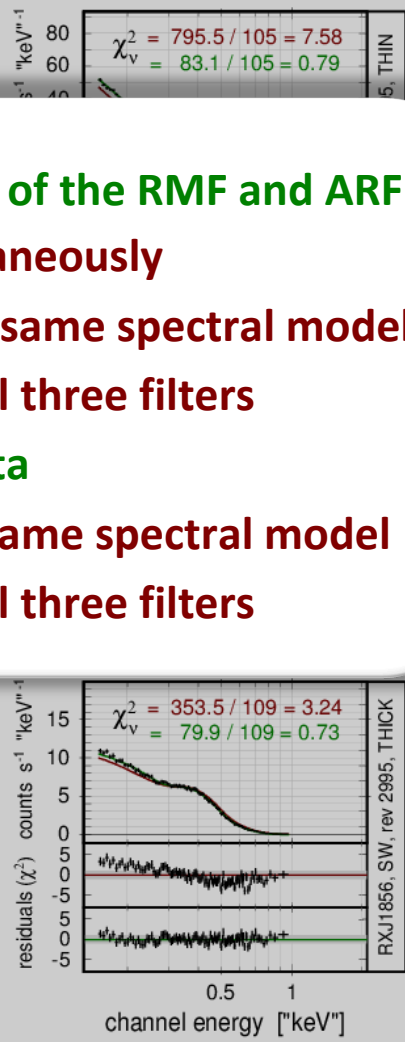 80
χ²ν = 795.5 / 105 = 7.58
60
= 83.1 / 105 = 0.79
s⁻¹ "keV"⁻¹
THIN
of the RMF and ARF
aneously
same spectral model
l three filters
ta
ame spectral model
l three filters
χ²ν = 353.5 / 109 = 3.24
= 79.9 / 109 = 0.73
15
10
5
0
counts s⁻¹ "keV"⁻¹
RXJ1856, SW, rev 2995, THICK
5
0
-5
5
0
-5
residuals (χ²)
0.5 1
channel energy ["keV"]